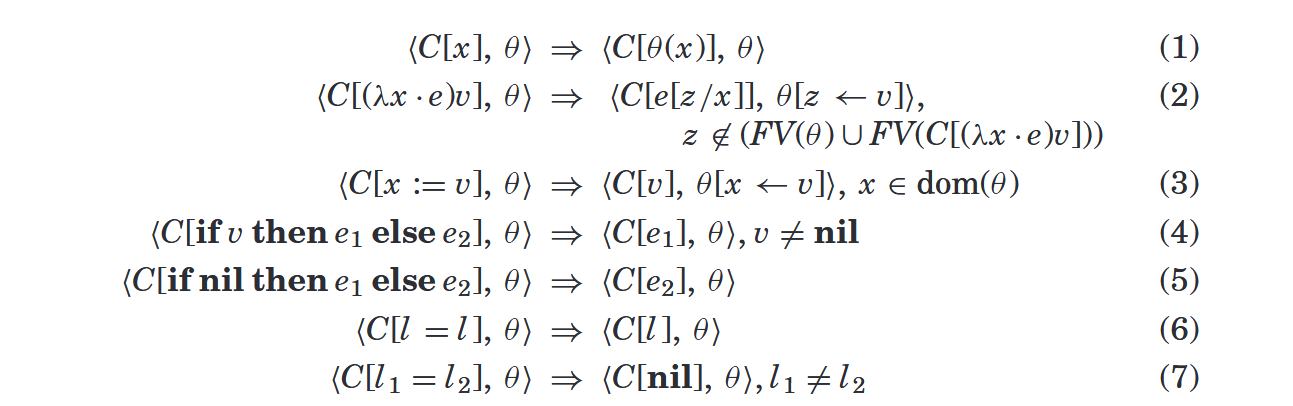 ⟨C[x], θ⟩ ⇒ ⟨C[θ(x)], θ⟩ (1)
⟨C[(λx · e)v], θ⟩ ⇒ ⟨C[e[z/x]], θ[z ← v]⟩, (2)
z ∉ (FV(θ) ∪ FV(C[(λx · e)v]))
⟨C[x := v], θ⟩ ⇒ ⟨C[v], θ[x ← v]⟩, x ∈ dom(θ) (3)
⟨C[if v then e₁ else e₂], θ⟩ ⇒ ⟨C[e₁], θ⟩, v ≠ nil (4)
⟨C[if nil then e₁ else e₂], θ⟩ ⇒ ⟨C[e₂], θ⟩ (5)
⟨C[l = l], θ⟩ ⇒ ⟨C[l], θ⟩ (6)
⟨C[l₁ = l₂], θ⟩ ⇒ ⟨C[nil], θ⟩, l₁ ≠ l₂ (7)